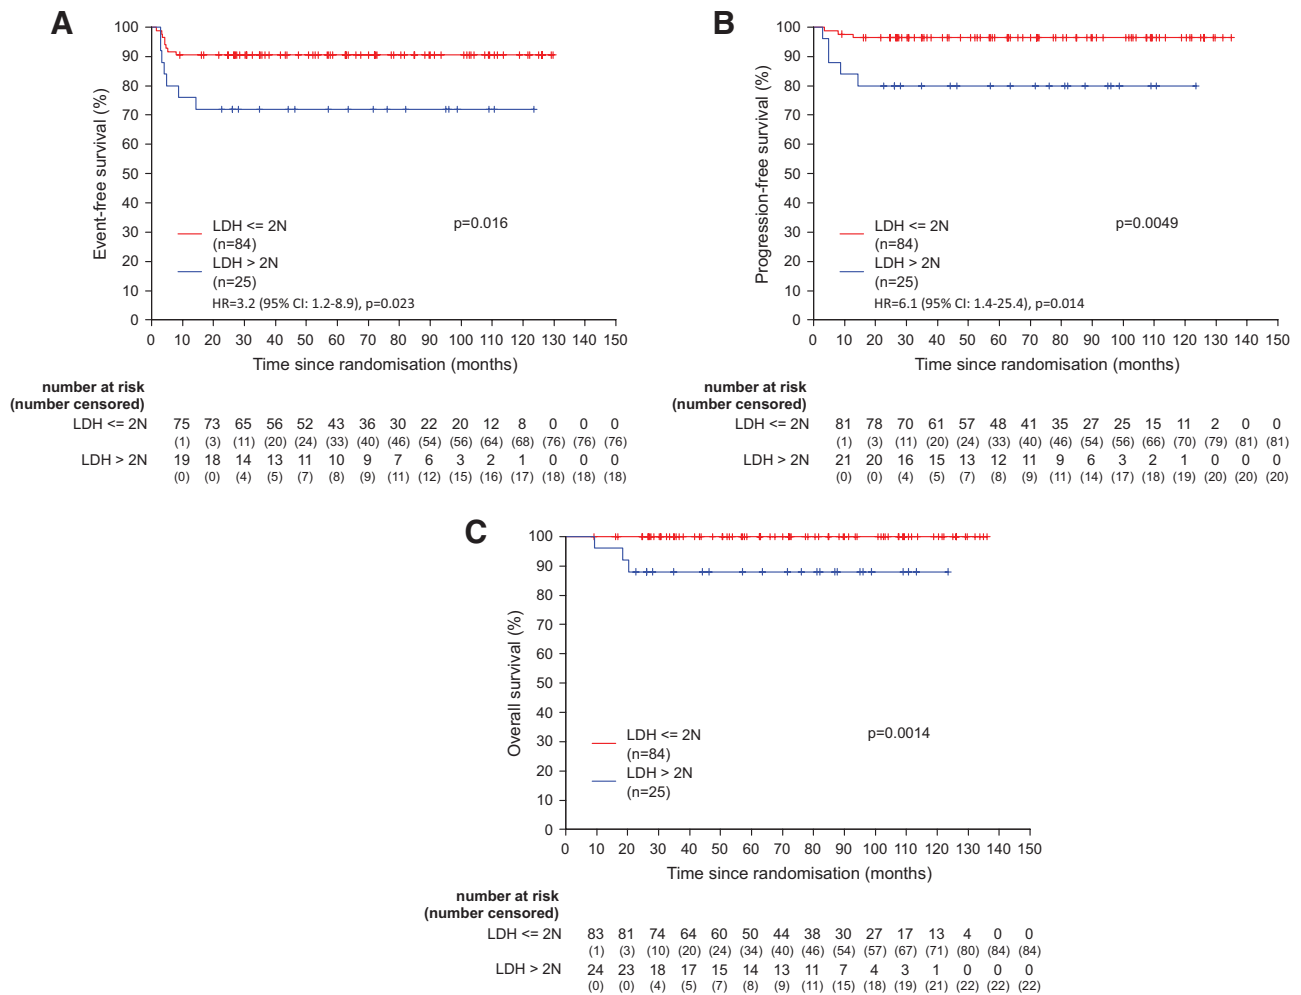 A
100
90
80
70
60
50
40
30
20
10
0
Event-free survival (%)
LDH <= 2N
(n=84)
LDH > 2N
(n=25)
p=0.016
HR=3.2 (95% CI: 1.2-8.9), p=0.023
0 10 20 30 40 50 60 70 80 90 100 110 120 130 140 150
Time since randomisation (months)
number at risk
(number censored)
LDH <= 2N 75 73 65 56 52 43 36 30 22 20 12 8 0 0 0
(1) (3) (11) (20) (24) (33) (40) (46) (54) (56) (64) (68) (76) (76) (76)
LDH > 2N 19 18 14 13 11 10 9 7 6 3 2 1 0 0 0
(0) (0) (4) (5) (7) (8) (9) (11) (12) (15) (16) (17) (18) (18) (18)
B
100
90
80
70
60
50
40
30
20
10
0
Progression-free survival (%)
LDH <= 2N
(n=84)
LDH > 2N
(n=25)
p=0.0049
HR=6.1 (95% CI: 1.4-25.4), p=0.014
0 10 20 30 40 50 60 70 80 90 100 110 120 130 140 150
Time since randomisation (months)
number at risk
(number censored)
LDH <= 2N 81 78 70 61 57 48 41 35 27 25 15 11 2 0 0
(1) (3) (11) (20) (24) (33) (40) (46) (54) (56) (66) (70) (79) (81) (81)
LDH > 2N 21 20 16 15 13 12 11 9 6 3 2 1 0 0 0
(0) (0) (4) (5) (7) (8) (9) (11) (14) (17) (18) (19) (20) (20) (20)
C
100
90
80
70
60
50
40
30
20
10
0
Overall survival (%)
LDH <= 2N
(n=84)
LDH > 2N
(n=25)
p=0.0014
0 10 20 30 40 50 60 70 80 90 100 110 120 130 140 150
Time since randomisation (months)
number at risk
(number censored)
LDH <= 2N 83 81 74 64 60 50 44 38 30 27 17 13 4 0 0
(1) (3) (10) (20) (24) (34) (40) (46) (54) (57) (67) (71) (80) (84) (84)
LDH > 2N 24 23 18 17 15 14 13 11 7 4 3 1 0 0 0
(0) (0) (4) (5) (7) (8) (9) (11) (15) (18) (19) (21) (22) (22) (22)